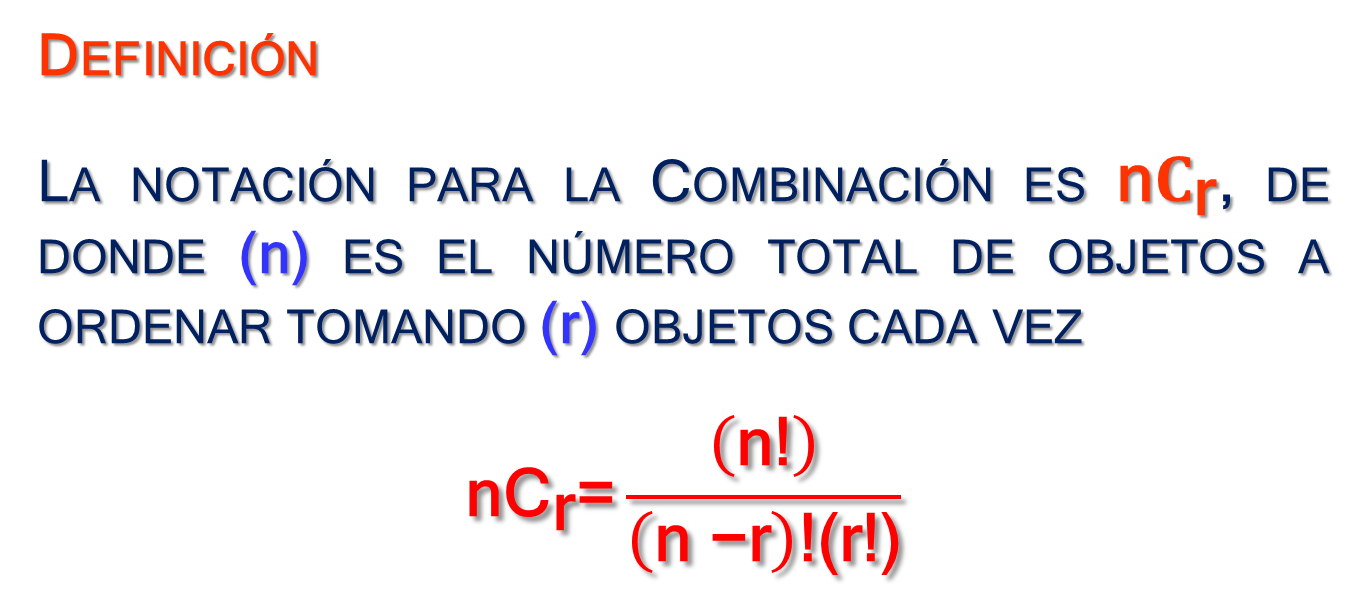 DEFINICIÓN
LA NOTACIÓN PARA LA COMBINACIÓN ES nCr, DE
DONDE (n) ES EL NÚMERO TOTAL DE OBJETOS A
ORDENAR TOMANDO (r) OBJETOS CADA VEZ
(n!)
nCr=
(n −r)!(r!)